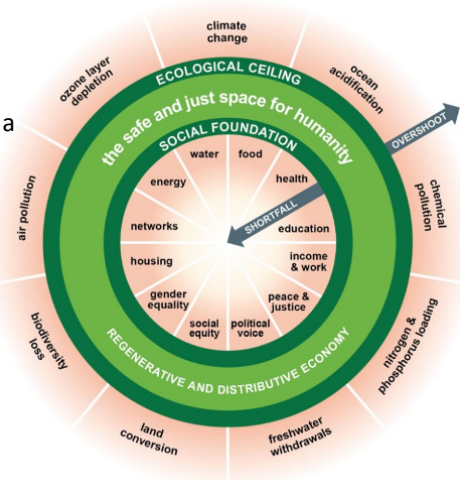 climate
change
ozone layer
depletion
ocean
acidification
ECOLOGICAL CEILING
OVERSHOOT
a
the safe and just space for humanity
SOCIAL FOUNDATION
water
food
energy
health
SHORTFALL
networks
education
housing
income
& work
gender
equality
peace &
justice
social
equity
political
voice
air pollution
chemical
pollution
REGENERATIVE AND DISTRIBUTIVE ECONOMY
biodiversity
loss
nitrogen &
phosphorus loading
land
conversion
freshwater
withdrawals